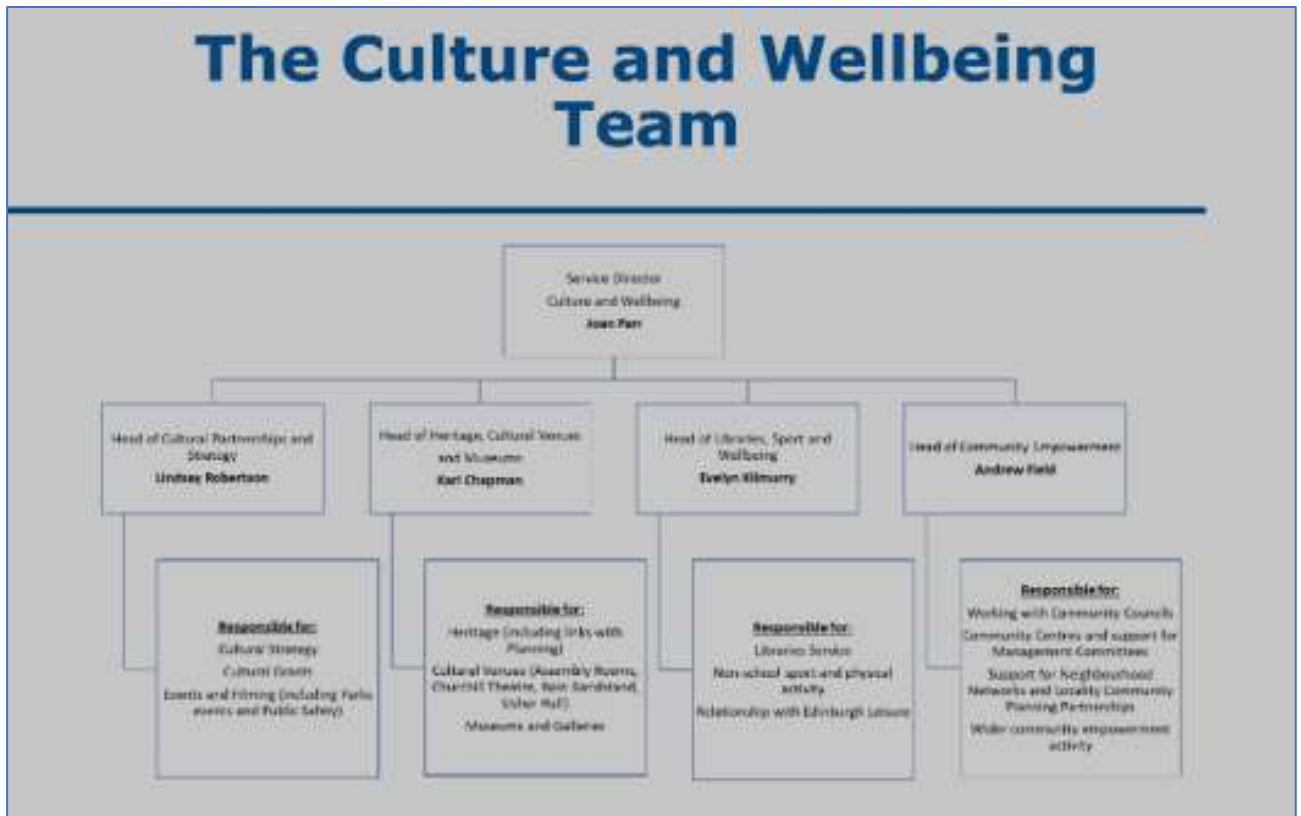 The Culture and Wellbeing
Team
Service Director
Culture and Wellbeing
Joan Parr
Head of Cultural Partnerships and
Strategy
Lindsay Robertson
Head of Heritage, Cultural Venues
and Museums
Karl Chapman
Head of Libraries, Sport and
Wellbeing
Evelyn Kilmurry
Head of Community Empowerment
Andrew Field
Responsible for:
Cultural Strategy
Cultural Grants
Events and Filming (including Parks
events and Public Safety)
Responsible for:
Heritage (including links with
Planning)
Cultural Venues (Assembly Rooms,
Churchill Theatre, Ross Bandstand,
Usher Hall)
Museums and Galleries
Responsible for:
Libraries Service
Non-school sport and physical
activity
Relationship with Edinburgh Leisure
Responsible for:
Working with Community Councils
Community Centres and support for
Management Committees
Support for Neighbourhood
Networks and Locality Community
Planning Partnerships
Wider community empowerment
activity